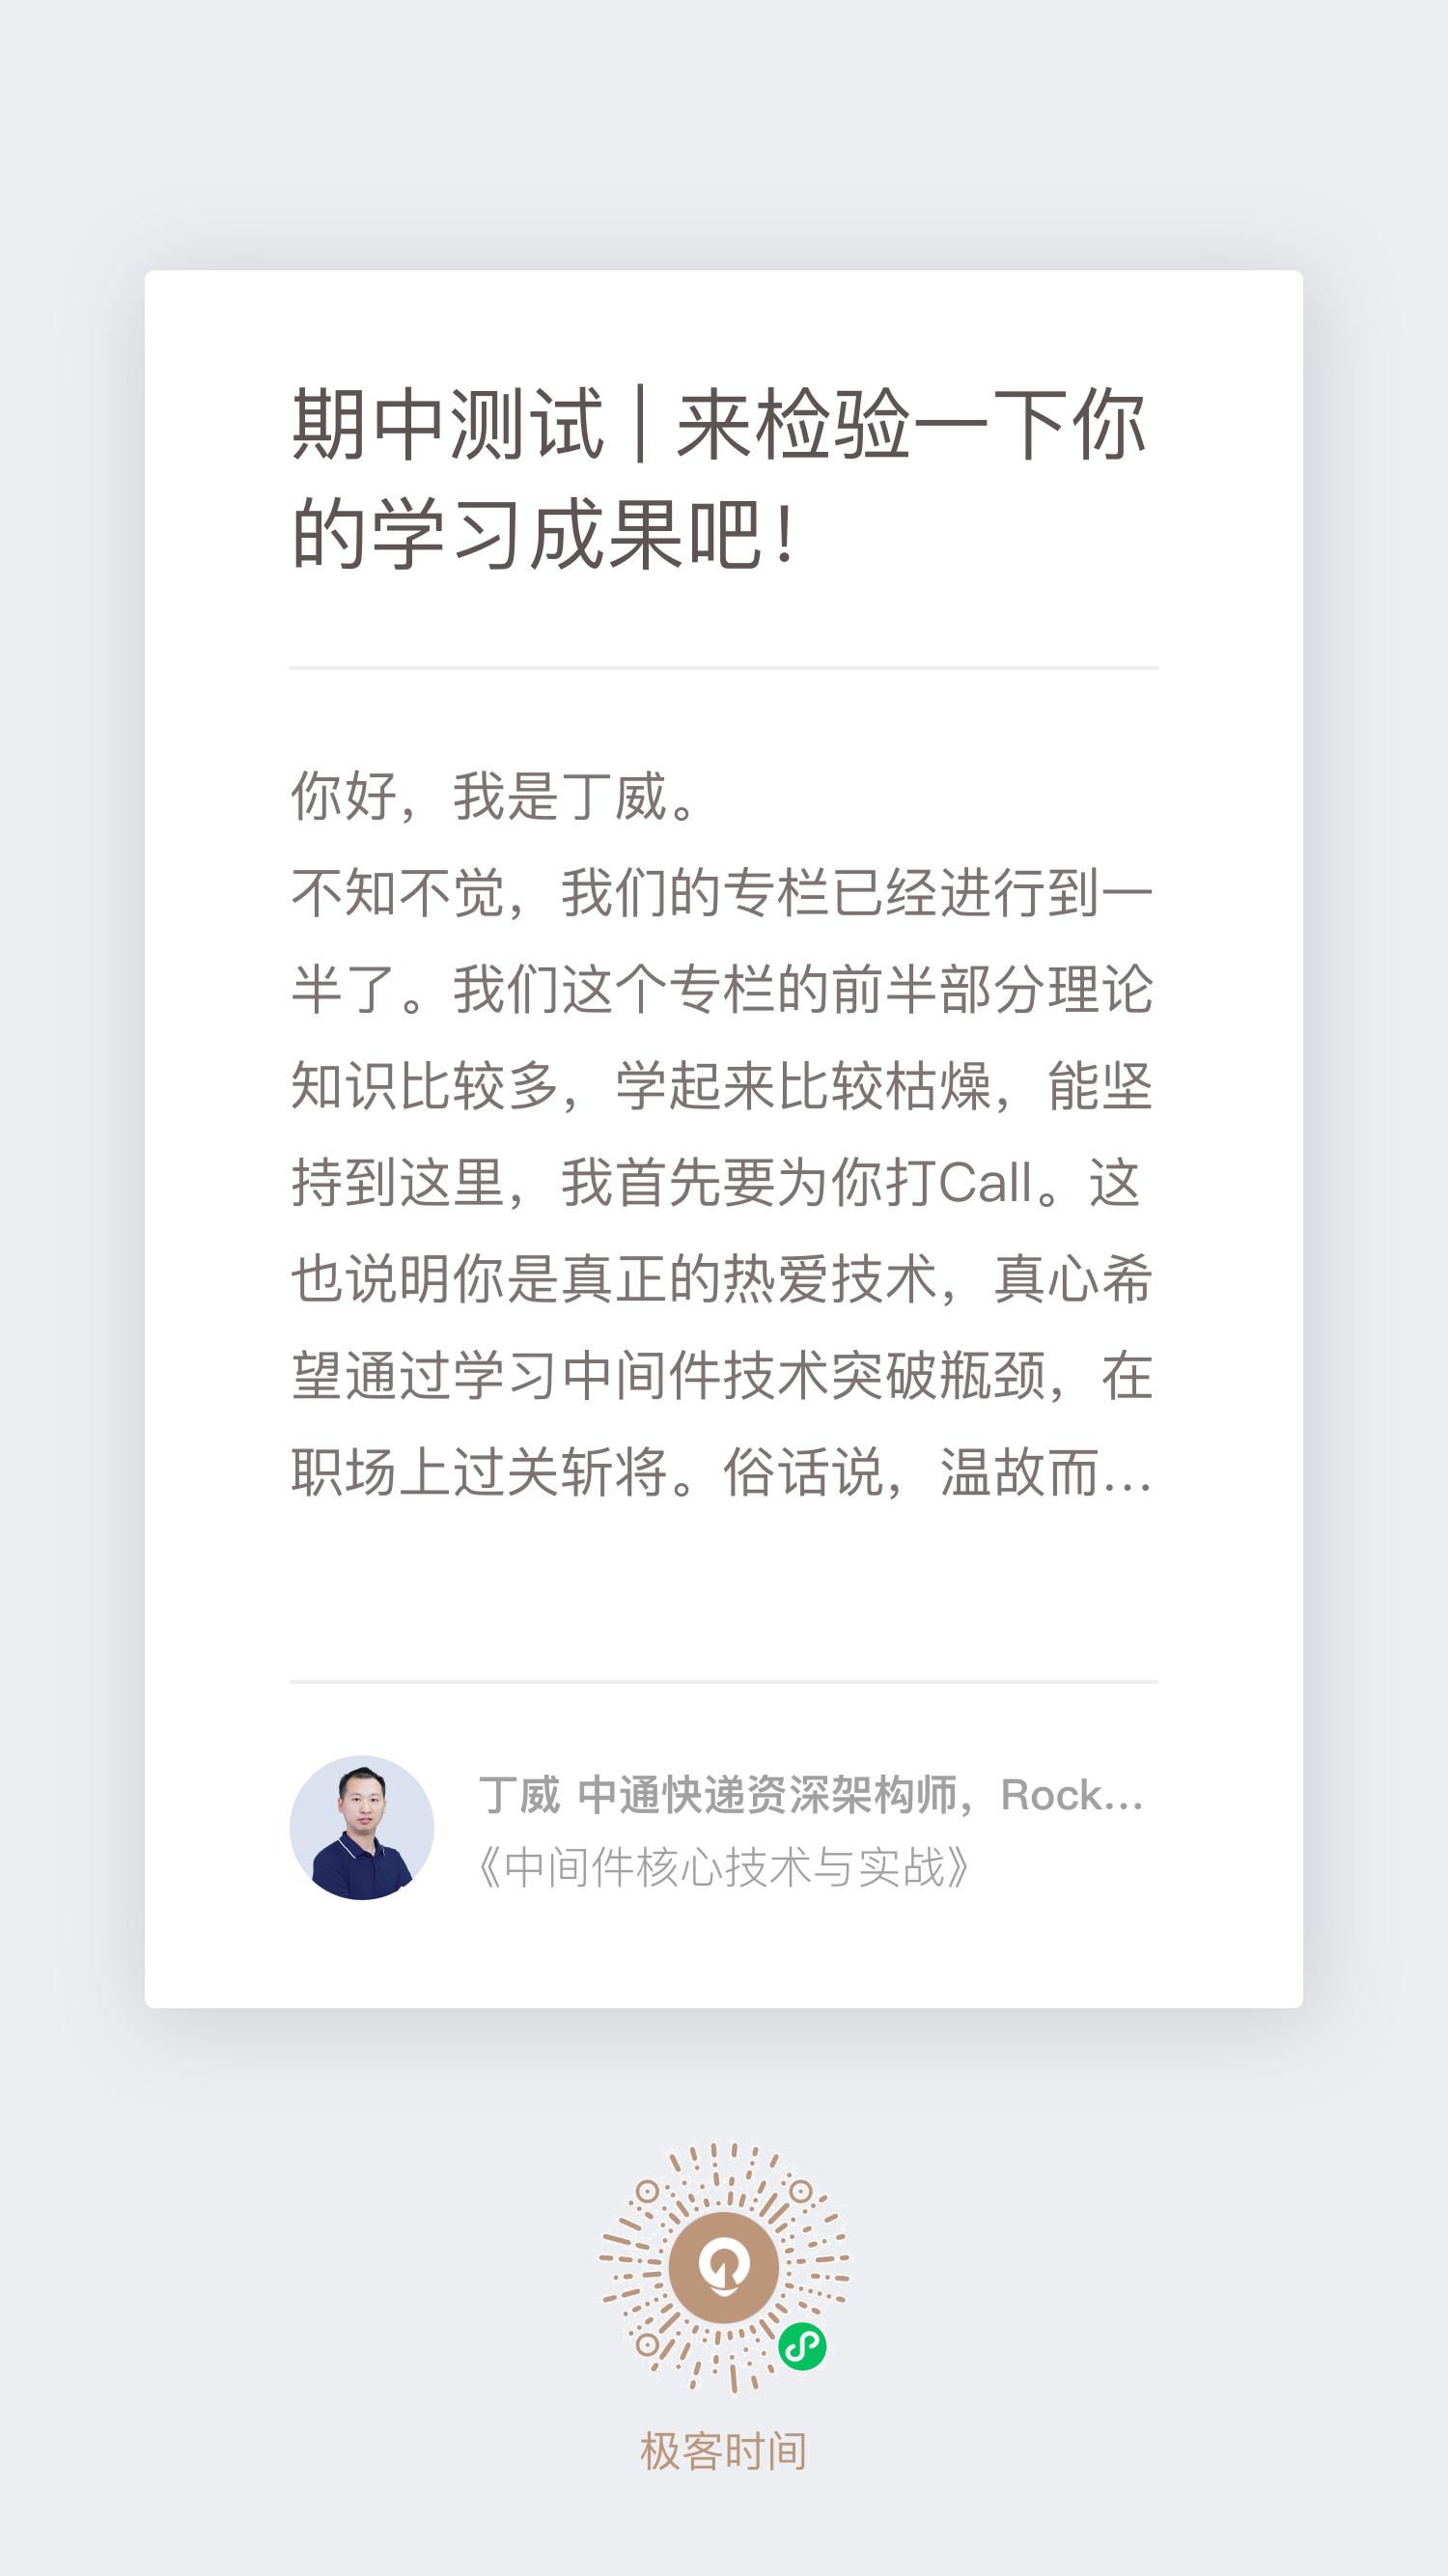 期中测试 | 来检验一下你
的学习成果吧！
你好，我是丁威。
不知不觉，我们的专栏已经进行到一
半了。我们这个专栏的前半部分理论
知识比较多，学起来比较枯燥，能坚
持到这里，我首先要为你打Call。这
也说明你是真正的热爱技术，真心希
望通过学习中间件技术突破瓶颈，在
职场上过关斩将。俗话说，温故而...
丁威 中通快递资深架构师，Rock...
《中间件核心技术与实战》
极客时间